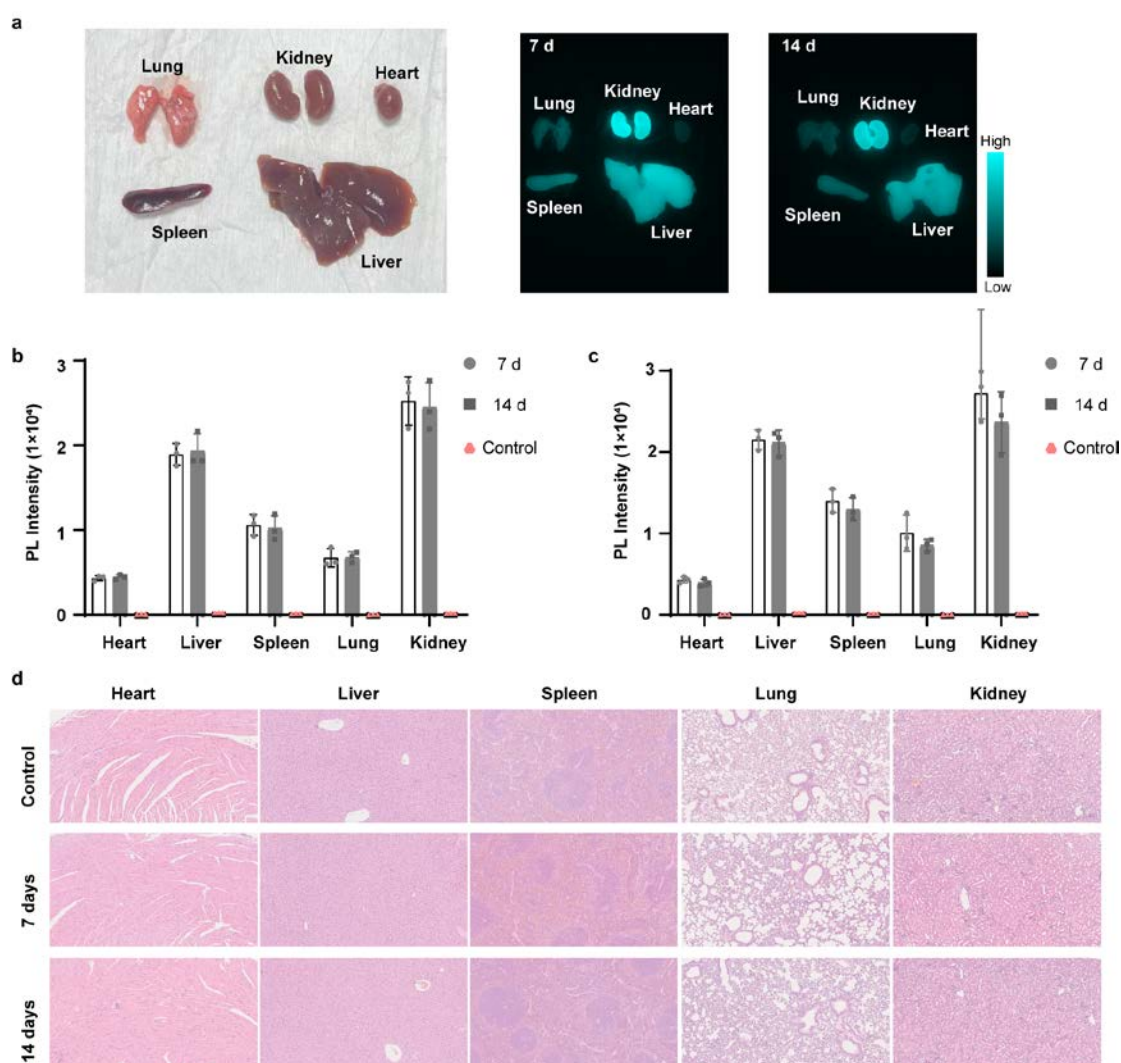 a
Lung
Kidney
Heart
Spleen
Liver
7 d
Lung
Kidney
Heart
Spleen
Liver
14 d
Lung
Kidney
Heart
Spleen
Liver
High
Low
b
PL Intensity (1×10⁴)
3
2
1
0
Heart Liver Spleen Lung Kidney
7 d
14 d
Control
c
PL Intensity (1×10⁴)
3
2
1
0
Heart Liver Spleen Lung Kidney
7 d
14 d
Control
d
Heart Liver Spleen Lung Kidney
Control
7 days
14 days